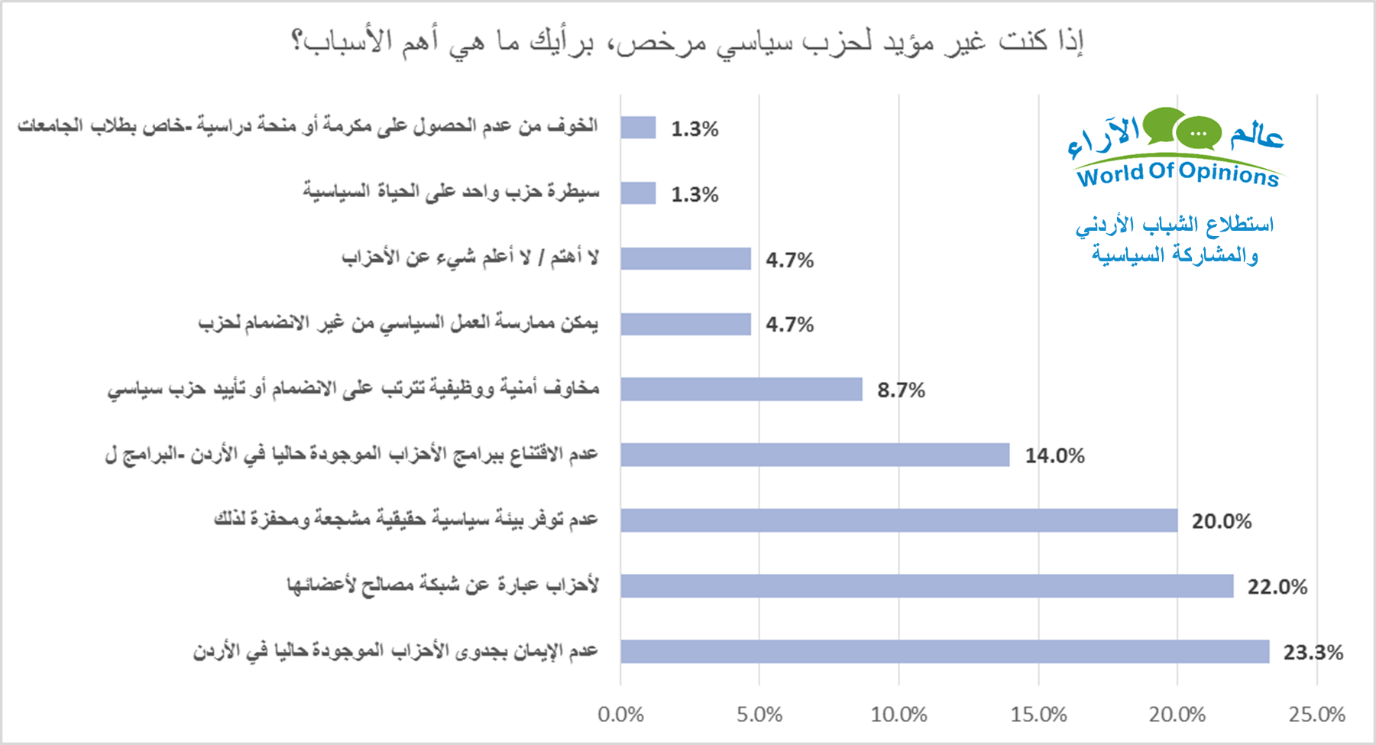 إذا كنت غير مؤيد لحزب سياسي مرخص، برأيك ما هي أهم الأسباب؟
عالم الآراء
World Of Opinions
استطلاع الشباب الأردني
والمشاركة السياسية
الخوف من عدم الحصول على مكرمة أو منحة دراسية -خاص بطلاب الجامعات
1.3%
سيطرة حزب واحد على الحياة السياسية
1.3%
لا أهتم / لا أعلم شيء عن الأحزاب
4.7%
يمكن ممارسة العمل السياسي من غير الانضمام لحزب
4.7%
مخاوف أمنية ووظيفية تترتب على الانضمام أو تأييد حزب سياسي
8.7%
عدم الاقتناع ببرامج الأحزاب الموجودة حاليا في الأردن -البرامج ل
14.0%
عدم توفر بيئة سياسية حقيقية مشجعة ومحفزة لذلك
20.0%
لأحزاب عبارة عن شبكة مصالح لأعضائها
22.0%
عدم الإيمان بجدوى الأحزاب الموجودة حاليا في الأردن
23.3%
0.0% 5.0% 10.0% 15.0% 20.0% 25.0%